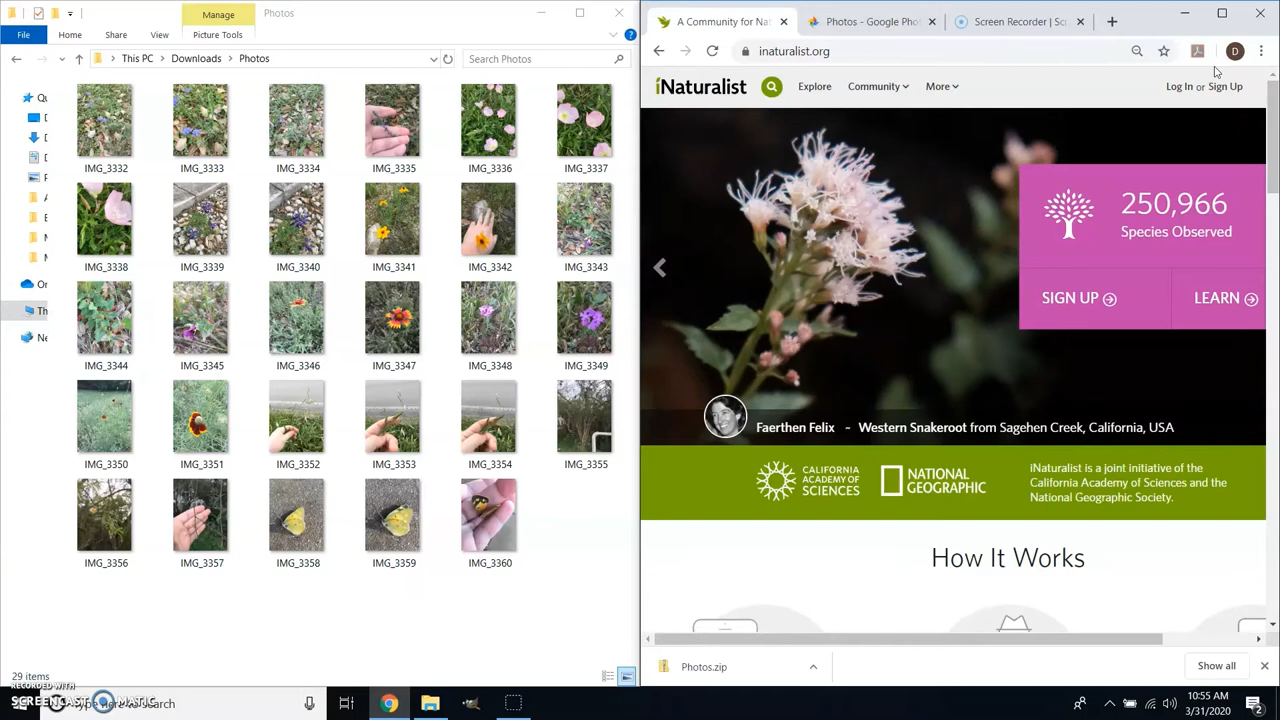 Manage
Photos
File
Home
Share
View
Picture Tools
This PC
Downloads
Photos
Search Photos
IMG_3332
IMG_3333
IMG_3334
IMG_3335
IMG_3336
IMG_3337
IMG_3338
IMG_3339
IMG_3340
IMG_3341
IMG_3342
IMG_3343
IMG_3344
IMG_3345
IMG_3346
IMG_3347
IMG_3348
IMG_3349
IMG_3350
IMG_3351
IMG_3352
IMG_3353
IMG_3354
IMG_3355
IMG_3356
IMG_3357
IMG_3358
IMG_3359
IMG_3360
29 items
RECORDED WITH
SCREENCAST MATIC
A Community for Nat
Photos - Google Pho
Screen Recorder | Sc
inaturalist.org
D
iNaturalist
Explore
Community
More
Log In or Sign Up
250,966
Species Observed
SIGN UP
LEARN
Faerthen Felix - Western Snakeroot from Sagehen Creek, California, USA
CALIFORNIA
ACADEMY OF
SCIENCES
NATIONAL
GEOGRAPHIC
iNaturalist is a joint initiative of the
California Academy of Sciences and the
National Geographic Society.
How It Works
Photos.zip
Show all
10:55 AM
3/31/2020
2